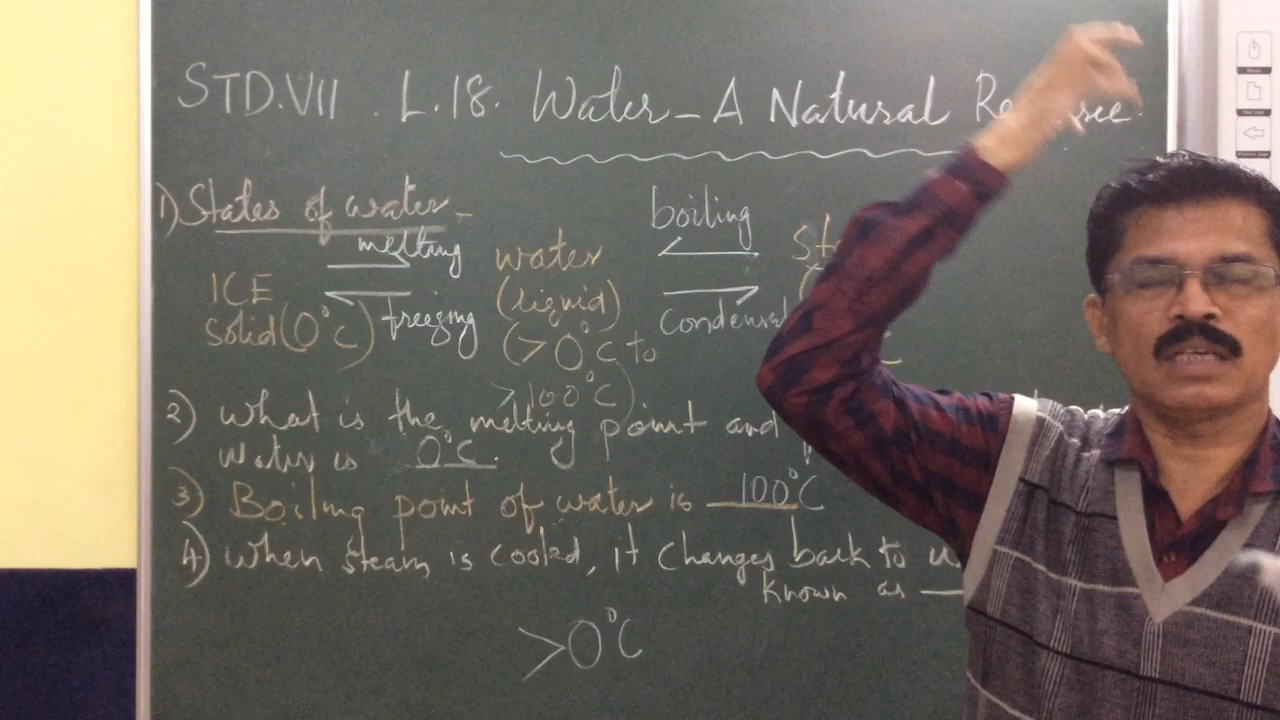 STD.VII . L.18. Water - A Natural
1) States of water -
melting
boiling
ICE
water
solid (0°C)
freezing
(liquid)
(>0°C to
>100°C)
2) What is the melting point and
water is 0°C.
3) Boiling point of water is 100°C
4) When steam is cooled, it changes back to
known as
>0°C